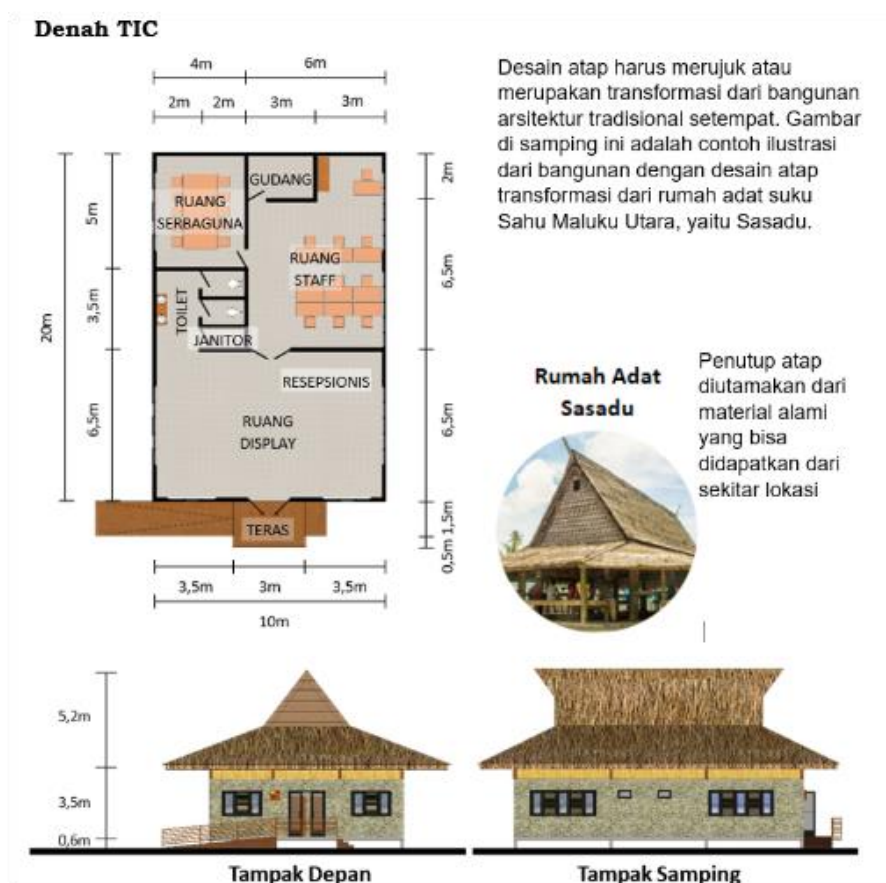 Denah TIC
4m
6m
2m
2m
3m
3m
Desain atap harus merujuk atau
merupakan transformasi dari bangunan
arsitektur tradisional setempat. Gambar
di samping ini adalah contoh ilustrasi
dari bangunan dengan desain atap
transformasi dari rumah adat suku
Sahu Maluku Utara, yaitu Sasadu.
20m
5m
3,5m
6,5m
RUANG
SERBAGUNA
GUDANG
RUANG
STAFF
TOILET
JANITOR
RESEPSIONIS
RUANG
DISPLAY
TERAS
2m
6,5m
6,5m
1,5m
0,5m
3,5m
3m
3,5m
10m
Rumah Adat
Sasadu
Penutup atap
diutamakan dari
material alami
yang bisa
didapatkan dari
sekitar lokasi
5,2m
3,5m
0,6m
Tampak Depan
Tampak Samping